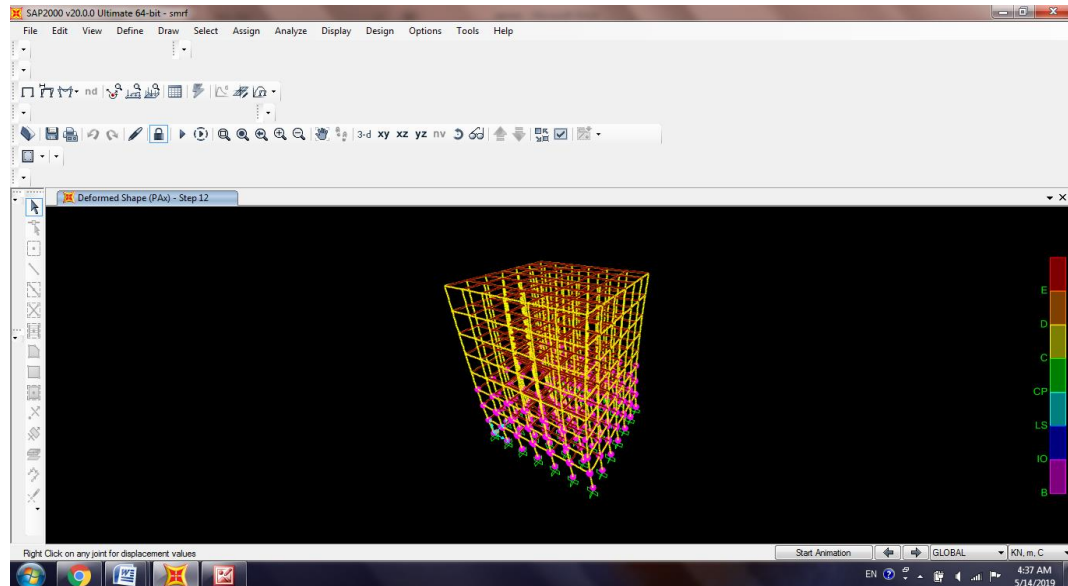 SAP2000 v20.0.0 Ultimate 64-bit - smrf
File Edit View Define Draw Select Assign Analyze Display Design Options Tools Help
nd
3-d xy xz yz nv
Deformed Shape (PAx) - Step 12
E
D
C
CP
LS
IO
B
Right Click on any joint for displacement values
Start Animation
GLOBAL
KN, m, C
EN
4:37 AM
5/14/2019